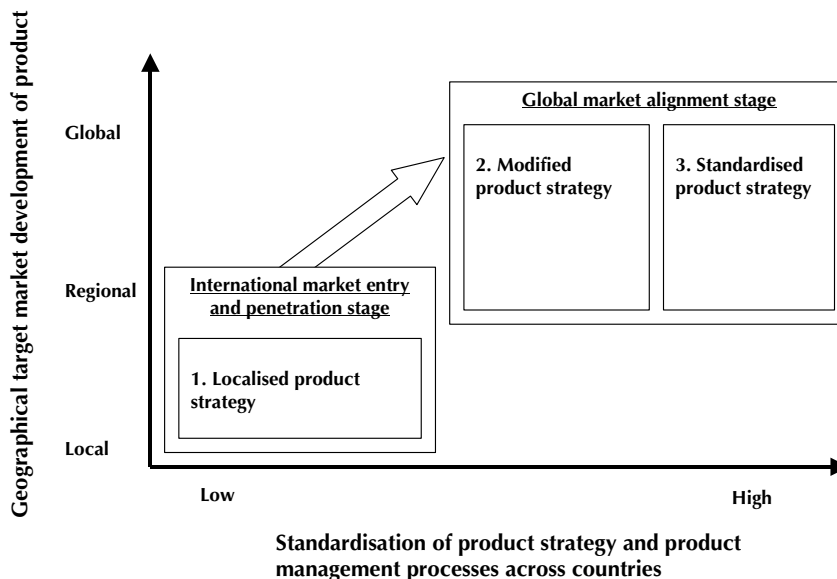 Geographical target market development of product
Global
Regional
Local
Global market alignment stage
2. Modified
product strategy
3. Standardised
product strategy
International market entry
and penetration stage
1. Localised product
strategy
Low
High
Standardisation of product strategy and product
management processes across countries